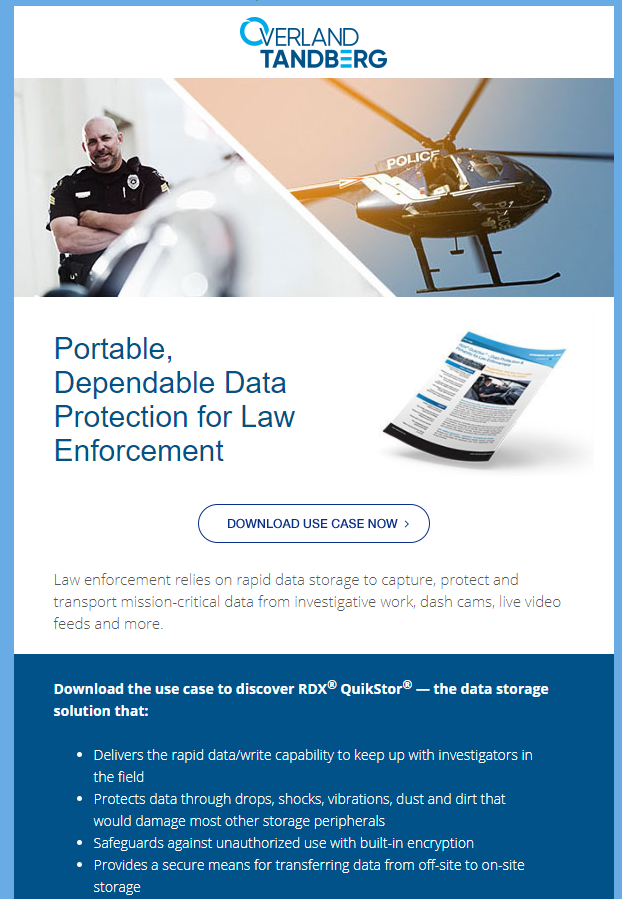 OVERLAND
TANDBERG
POLICE
Portable,
Dependable Data
Protection for Law
Enforcement
DOWNLOAD USE CASE NOW >
Law enforcement relies on rapid data storage to capture, protect and
transport mission-critical data from investigative work, dash cams, live video
feeds and more.
Download the use case to discover RDX® QuikStor® — the data storage
solution that:
• Delivers the rapid data/write capability to keep up with investigators in
the field
• Protects data through drops, shocks, vibrations, dust and dirt that
would damage most other storage peripherals
• Safeguards against unauthorized use with built-in encryption
• Provides a secure means for transferring data from off-site to on-site
storage